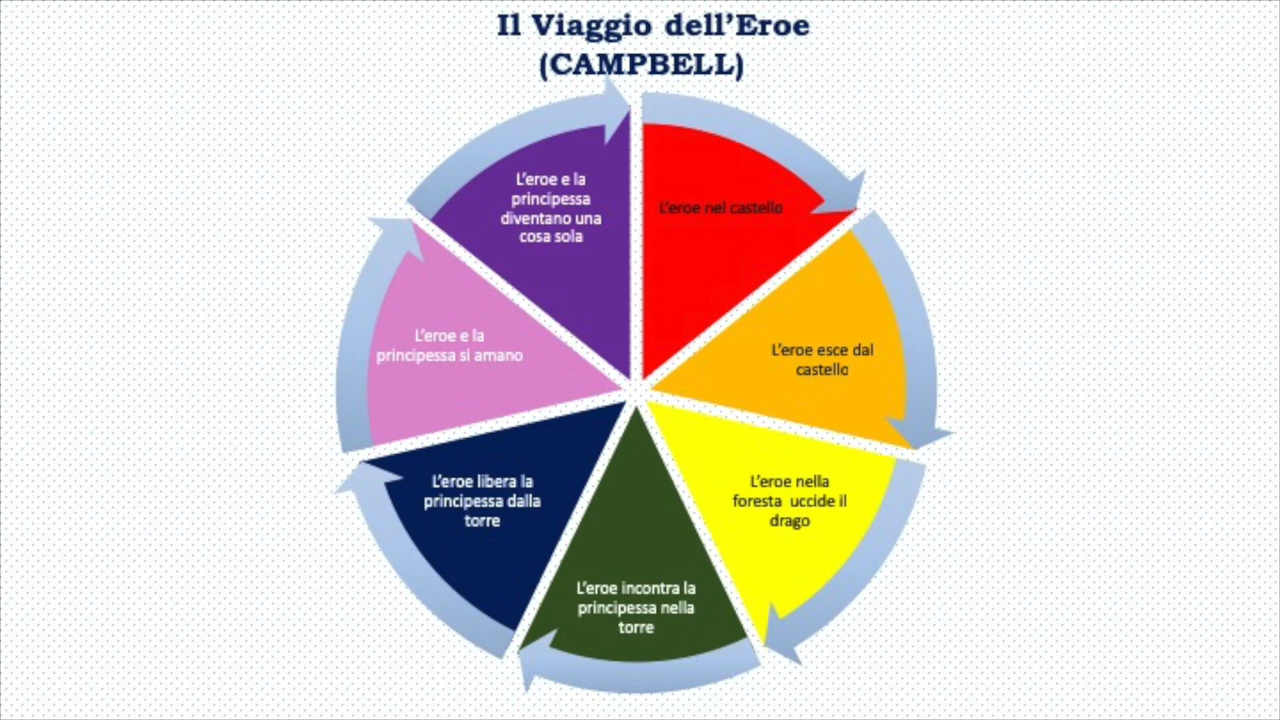 Il Viaggio dell’Eroe
(CAMPBELL)
L’eroe nel castello
L’eroe esce dal
castello
L’eroe nella
foresta uccide il
drago
L’eroe incontra la
principessa nella
torre
L’eroe libera la
principessa dalla
torre
L’eroe e la
principessa si amano
L’eroe e la
principessa
diventano una
cosa sola